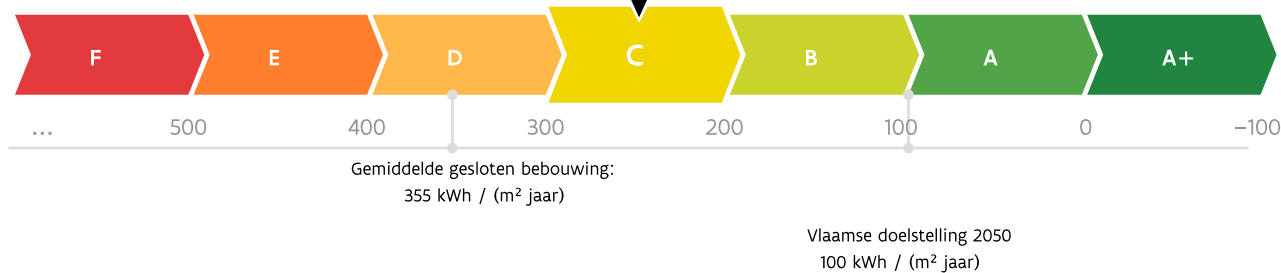 F E D C B A A+
... 500 400 300 200 100 0 –100
Gemiddelde gesloten bebouwing:
355 kWh / (m² jaar)
Vlaamse doelstelling 2050
100 kWh / (m² jaar)